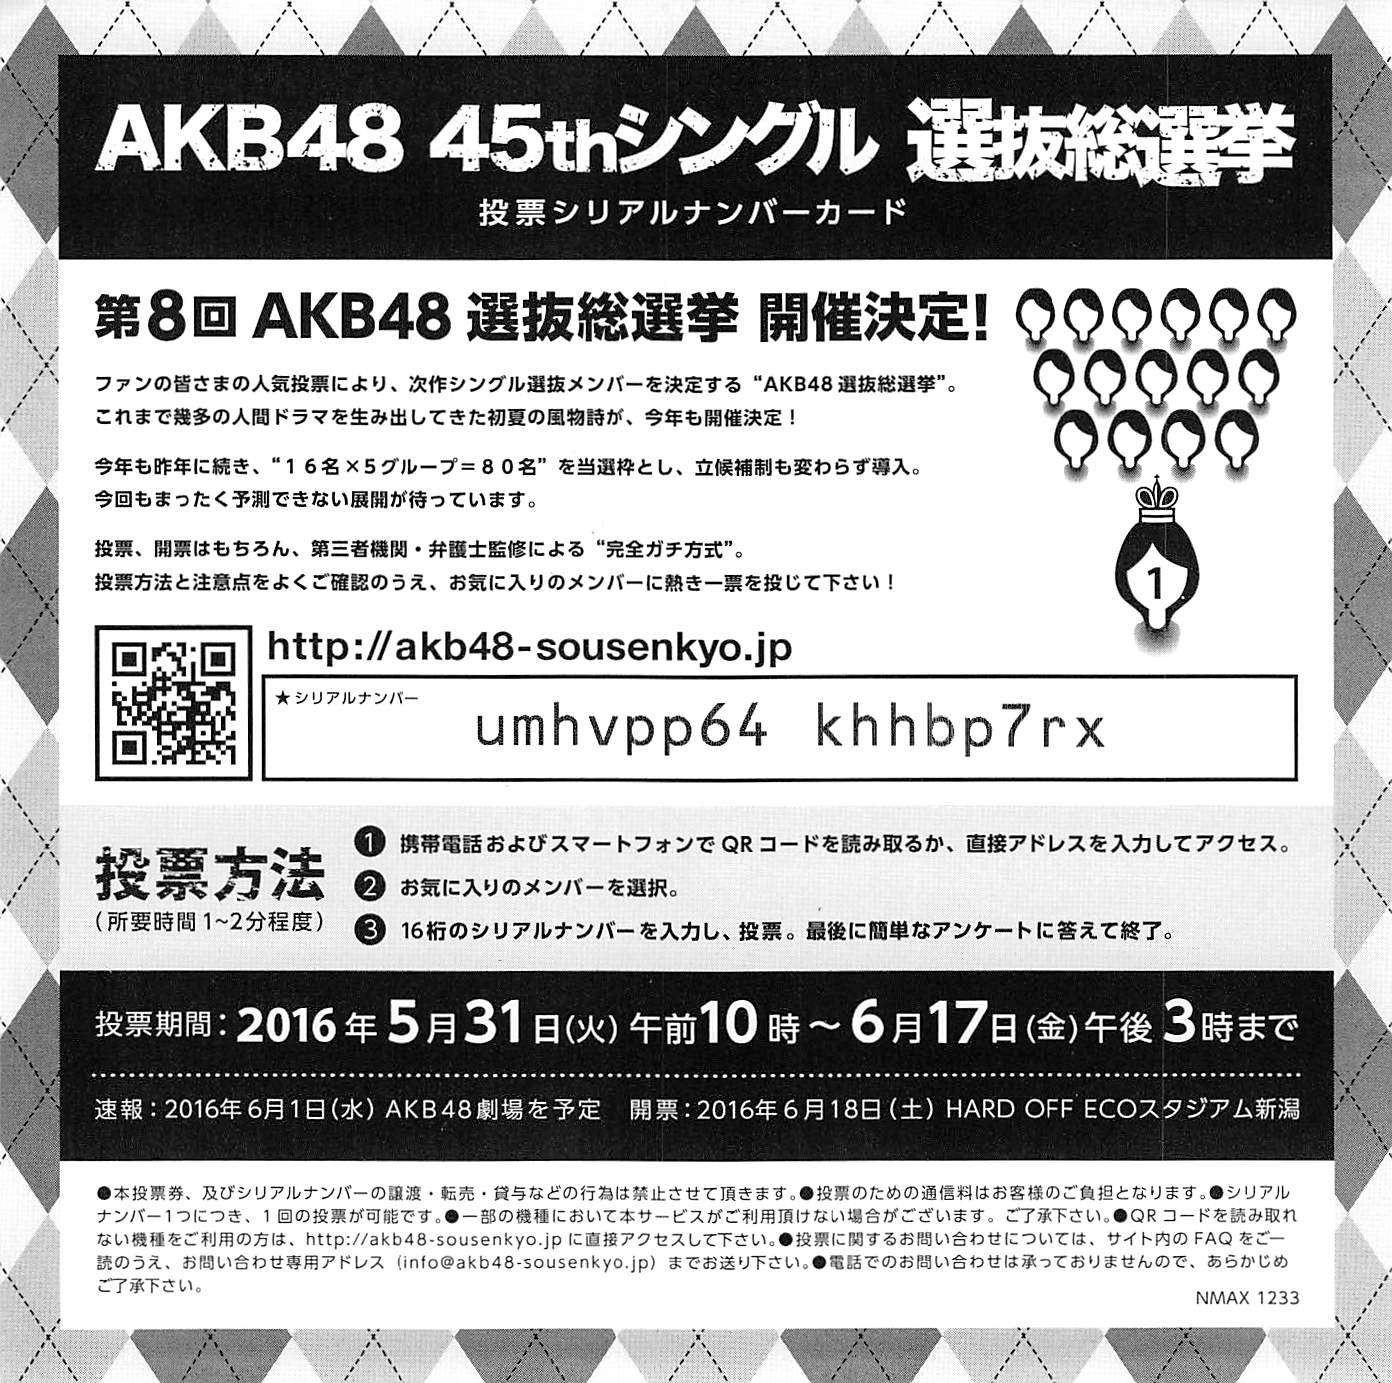 AKB48 45thシングル 選抜総選挙
投票シリアルナンバーカード
第8回 AKB48 選抜総選挙 開催決定!
ファンの皆さまの人気投票により、次作シングル選抜メンバーを決定する “AKB48 選抜総選挙”。
これまで幾多の人間ドラマを生み出してきた初夏の風物詩が、今年も開催決定！
今年も昨年に続き、“１６名×５グループ＝８０名” を当選枠とし、立候補制も変わらず導入。
今回もまったく予測できない展開が待っています。
投票、開票はもちろん、第三者機関・弁護士監修による “完全ガチ方式”。
投票方法と注意点をよくご確認のうえ、お気に入りのメンバーに熱き一票を投じて下さい！
1
http://akb48-sousenkyo.jp
★シリアルナンバー
umhvpp64 khhbp7rx
投票方法
（所要時間1~2分程度）
❶ 携帯電話およびスマートフォンでQRコードを読み取るか、直接アドレスを入力してアクセス。
❷ お気に入りのメンバーを選択。
❸ 16桁のシリアルナンバーを入力し、投票。最後に簡単なアンケートに答えて終了。
投票期間：2016年5月31日(火)午前10時～6月17日(金)午後3時まで
速報：2016年6月1日(水) AKB48劇場を予定 開票：2016年6月18日(土) HARD OFF ECOスタジアム新潟
●本投票券、及びシリアルナンバーの譲渡・転売・貸与などの行為は禁止させて頂きます。●投票のための通信料はお客様のご負担となります。●シリアル
ナンバー1つにつき、1回の投票が可能です。●一部の機種において本サービスがご利用頂けない場合がございます。ご了承下さい。●QRコードを読み取れ
ない機種をご利用の方は、http://akb48-sousenkyo.jp に直接アクセスして下さい。●投票に関するお問い合わせについては、サイト内のFAQをご一
読のうえ、お問い合わせ専用アドレス（info@akb48-sousenkyo.jp）までお送り下さい。●電話でのお問い合わせは承っておりませんので、あらかじめ
ご了承下さい。
NMAX 1233